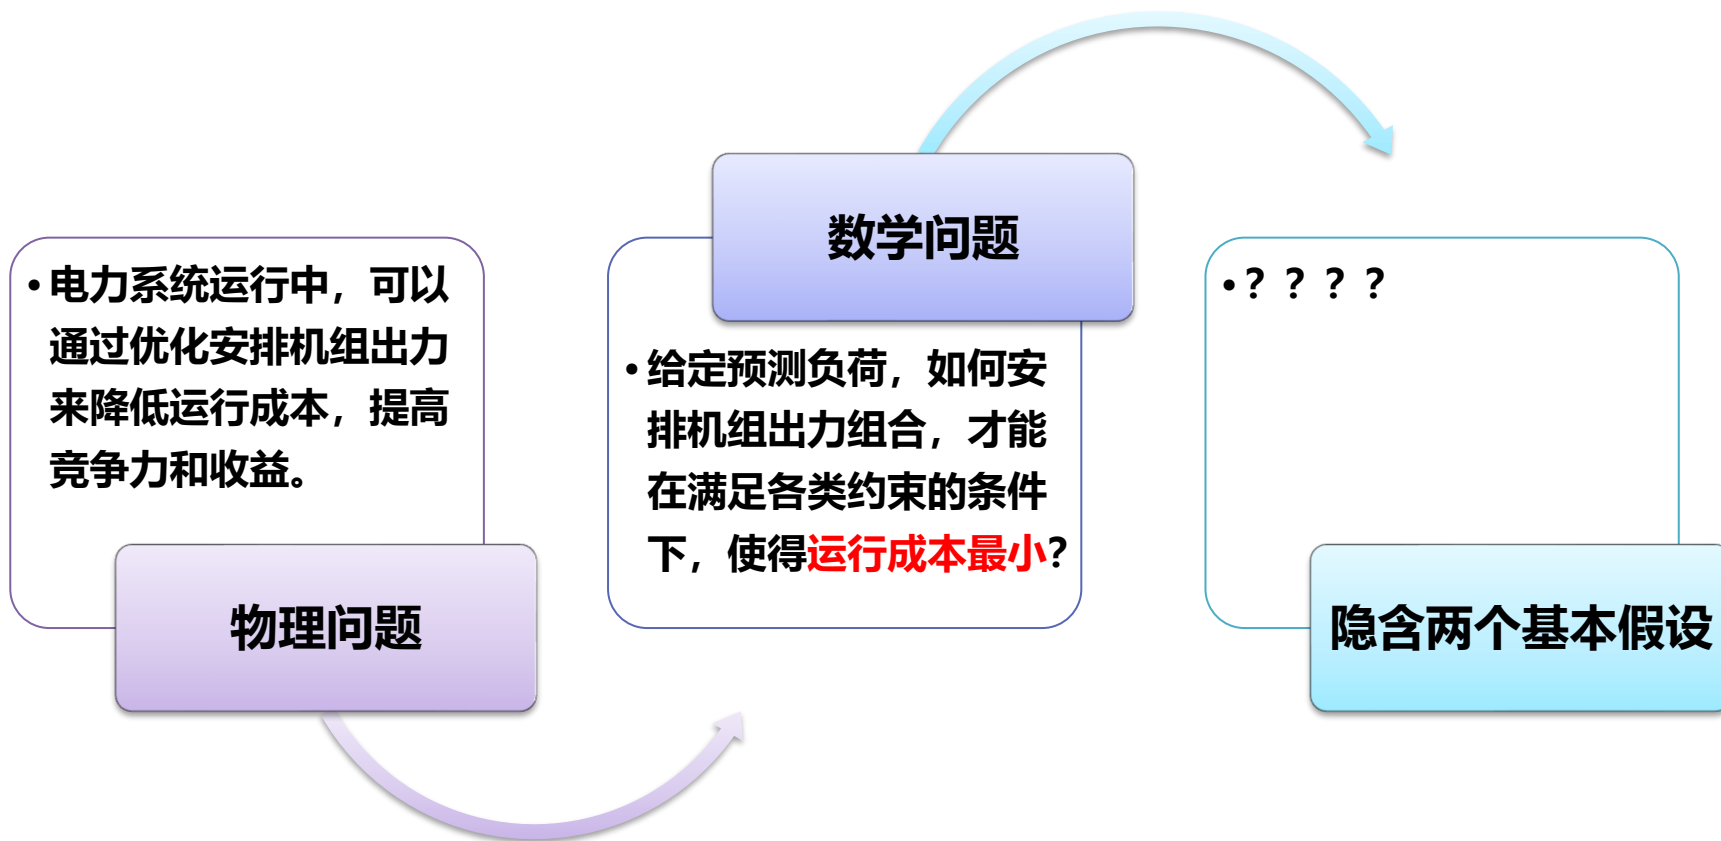 •电力系统运行中，可以
通过优化安排机组出力
来降低运行成本，提高
竞争力和收益。
物理问题
数学问题
•给定预测负荷，如何安
排机组出力组合，才能
在满足各类约束的条件
下，使得运行成本最小？
•？？？？
隐含两个基本假设